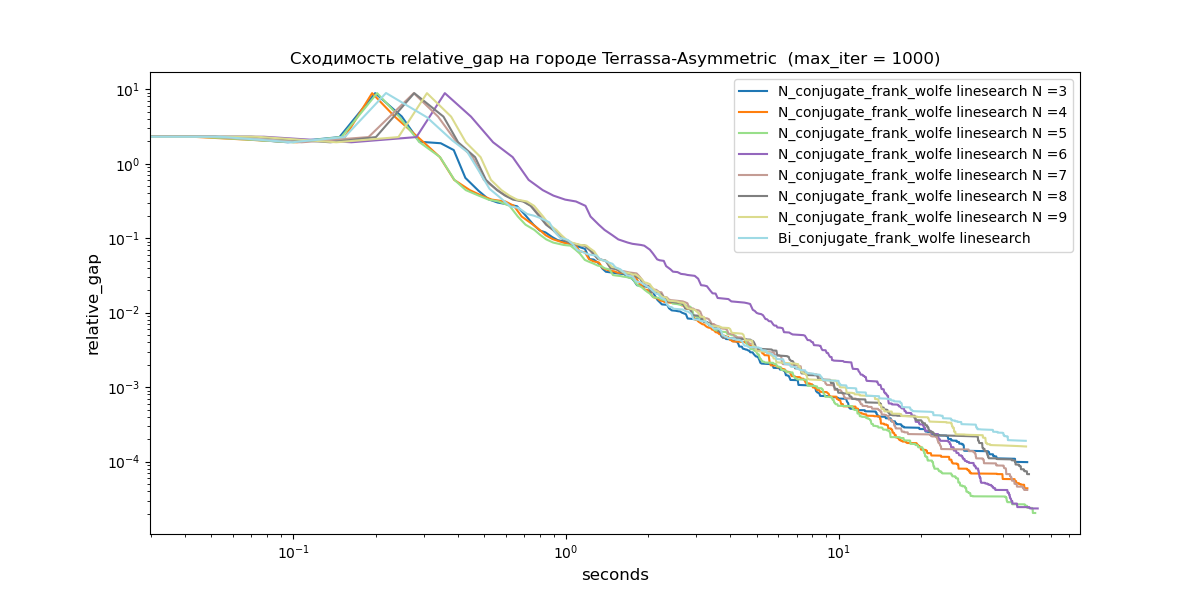 Сходимость relative_gap на городе Terrassa-Asymmetric (max_iter = 1000)
10¹
10⁰
10⁻¹
10⁻²
10⁻³
10⁻⁴
relative_gap
N_conjugate_frank_wolfe linesearch N =3
N_conjugate_frank_wolfe linesearch N =4
N_conjugate_frank_wolfe linesearch N =5
N_conjugate_frank_wolfe linesearch N =6
N_conjugate_frank_wolfe linesearch N =7
N_conjugate_frank_wolfe linesearch N =8
N_conjugate_frank_wolfe linesearch N =9
Bi_conjugate_frank_wolfe linesearch
10⁻¹ 10⁰ 10¹
seconds